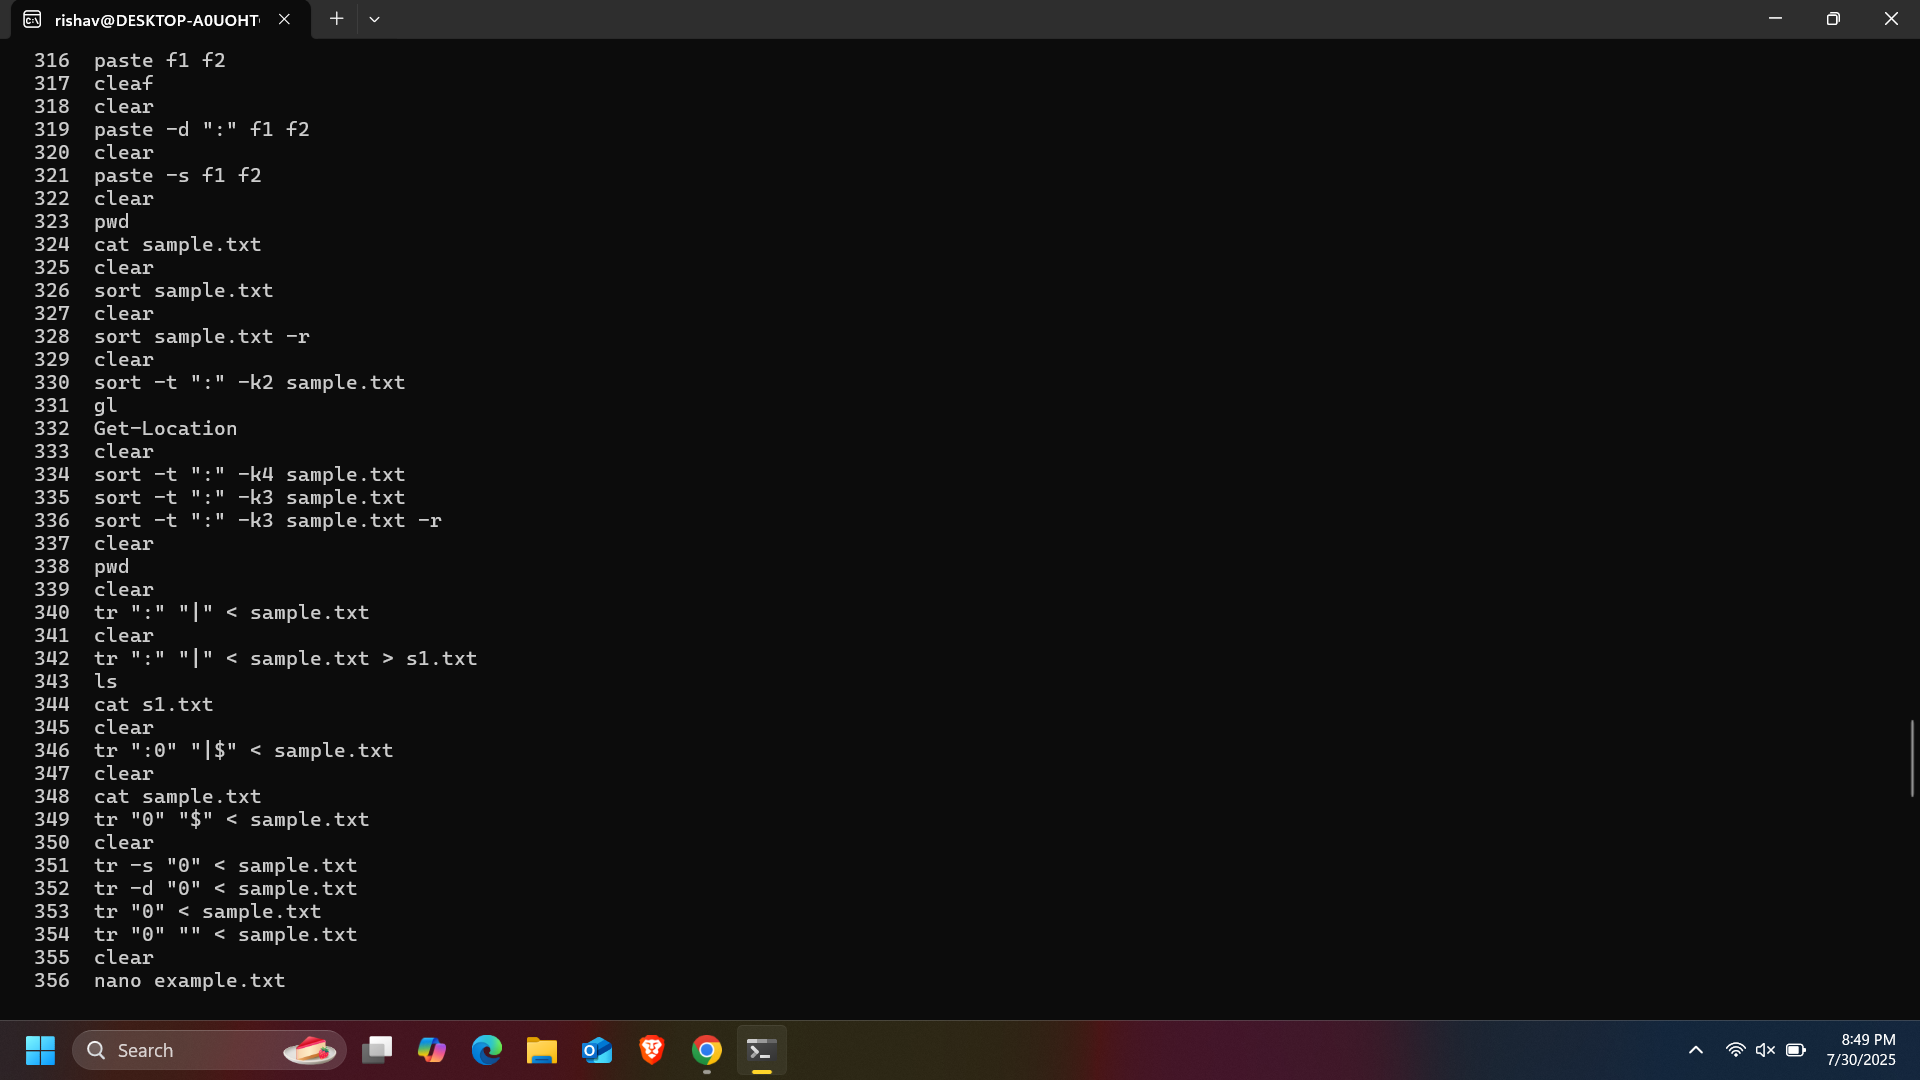 rishav@DESKTOP-A0UOHT
316 paste f1 f2
317 cleaf
318 clear
319 paste -d ":" f1 f2
320 clear
321 paste -s f1 f2
322 clear
323 pwd
324 cat sample.txt
325 clear
326 sort sample.txt
327 clear
328 sort sample.txt -r
329 clear
330 sort -t ":" -k2 sample.txt
331 gl
332 Get-Location
333 clear
334 sort -t ":" -k4 sample.txt
335 sort -t ":" -k3 sample.txt
336 sort -t ":" -k3 sample.txt -r
337 clear
338 pwd
339 clear
340 tr ":" "|" < sample.txt
341 clear
342 tr ":" "|" < sample.txt > s1.txt
343 ls
344 cat s1.txt
345 clear
346 tr ":0" "|$" < sample.txt
347 clear
348 cat sample.txt
349 tr "0" "$" < sample.txt
350 clear
351 tr -s "0" < sample.txt
352 tr -d "0" < sample.txt
353 tr "0" < sample.txt
354 tr "0" "" < sample.txt
355 clear
356 nano example.txt
Search
8:49 PM
7/30/2025